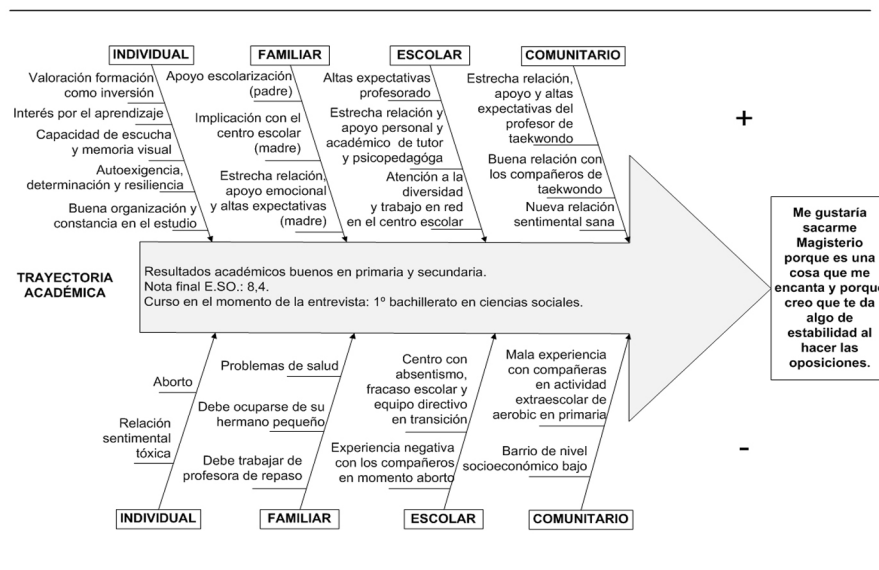 INDIVIDUAL
Valoración formación
como inversión
Interés por el aprendizaje
Capacidad de escucha
y memoria visual
Autoexigencia,
determinación y resiliencia
Buena organización y
constancia en el estudio
FAMILIAR
Apoyo escolarización
(padre)
Implicación con el
centro escolar
(madre)
Estrecha relación,
apoyo emocional
y altas expectativas
(madre)
ESCOLAR
Altas expectativas
profesorado
Estrecha relación y
apoyo personal y
académico de tutor
y psicopedagóga
Atención a la
diversidad
y trabajo en red
en el centro escolar
COMUNITARIO
Estrecha relación,
apoyo y altas
expectativas del
profesor de
taekwondo
Buena relación con
los compañeros de
taekwondo
Nueva relación
sentimental sana
+
TRAYECTORIA
ACADÉMICA
Resultados académicos buenos en primaria y secundaria.
Nota final E.SO.: 8,4.
Curso en el momento de la entrevista: 1º bachillerato en ciencias sociales.
Me gustaría
sacarme
Magisterio
porque es una
cosa que me
encanta y porque
creo que te da
algo de
estabilidad al
hacer las
oposiciones.
Aborto
Relación
sentimental
tóxica
INDIVIDUAL
Problemas de salud
Debe ocuparse de su
hermano pequeño
Debe trabajar de
profesora de repaso
FAMILIAR
Centro con
absentismo,
fracaso escolar y
equipo directivo
en transición
Experiencia negativa
con los compañeros
en momento aborto
ESCOLAR
Mala experiencia
con compañeras
en actividad
extraescolar de
aerobic en primaria
Barrio de nivel
socioeconómico bajo
COMUNITARIO
-